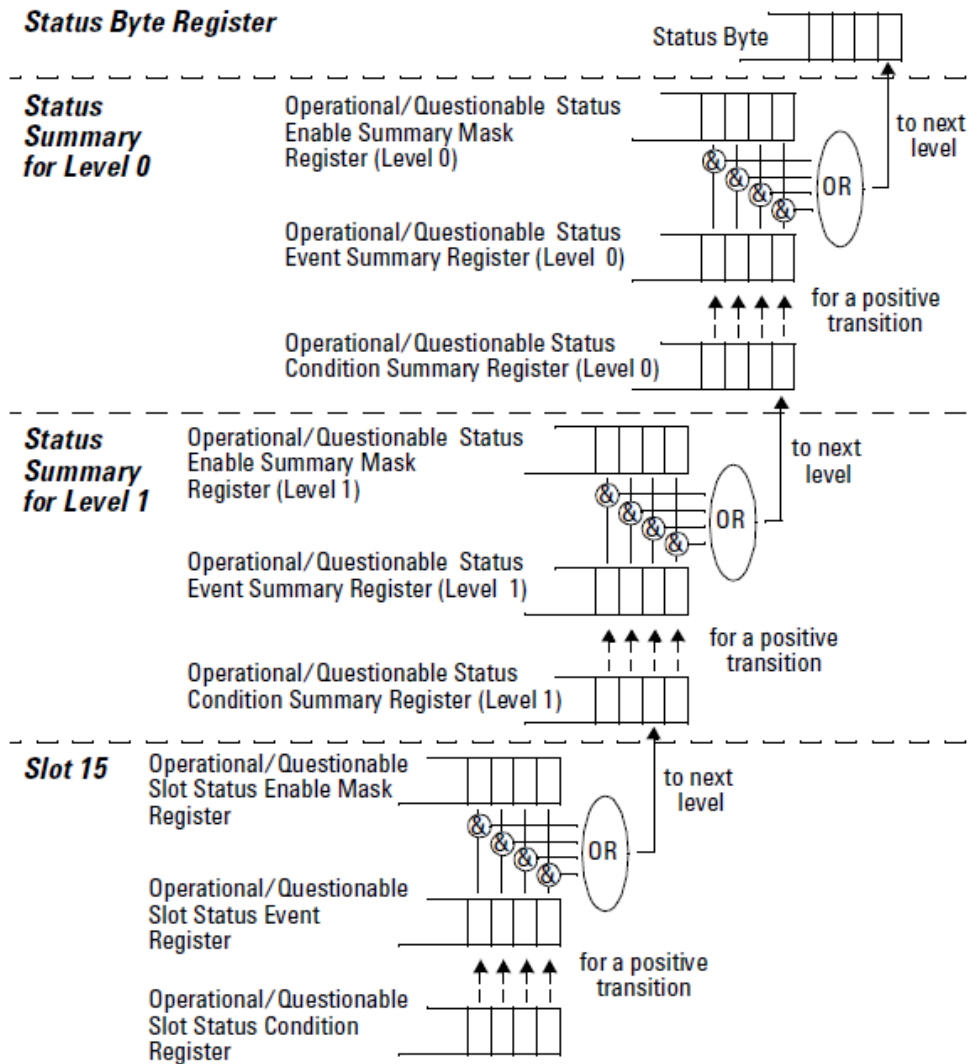 Status Byte Register
Status Byte
Status
Summary
for Level 0
Operational/Questionable Status
Enable Summary Mask
Register (Level 0)
to next
level
&
&
&
&
OR
Operational/Questionable Status
Event Summary Register (Level 0)
for a positive
transition
Operational/Questionable Status
Condition Summary Register (Level 0)
Status
Summary
for Level 1
Operational/Questionable Status
Enable Summary Mask
Register (Level 1)
to next
level
&
&
&
&
OR
Operational/Questionable Status
Event Summary Register (Level 1)
for a positive
transition
Operational/Questionable Status
Condition Summary Register (Level 1)
Slot 15
Operational/Questionable
Slot Status Enable Mask
Register
to next
level
&
&
&
&
OR
Operational/Questionable
Slot Status Event
Register
for a positive
transition
Operational/Questionable
Slot Status Condition
Register